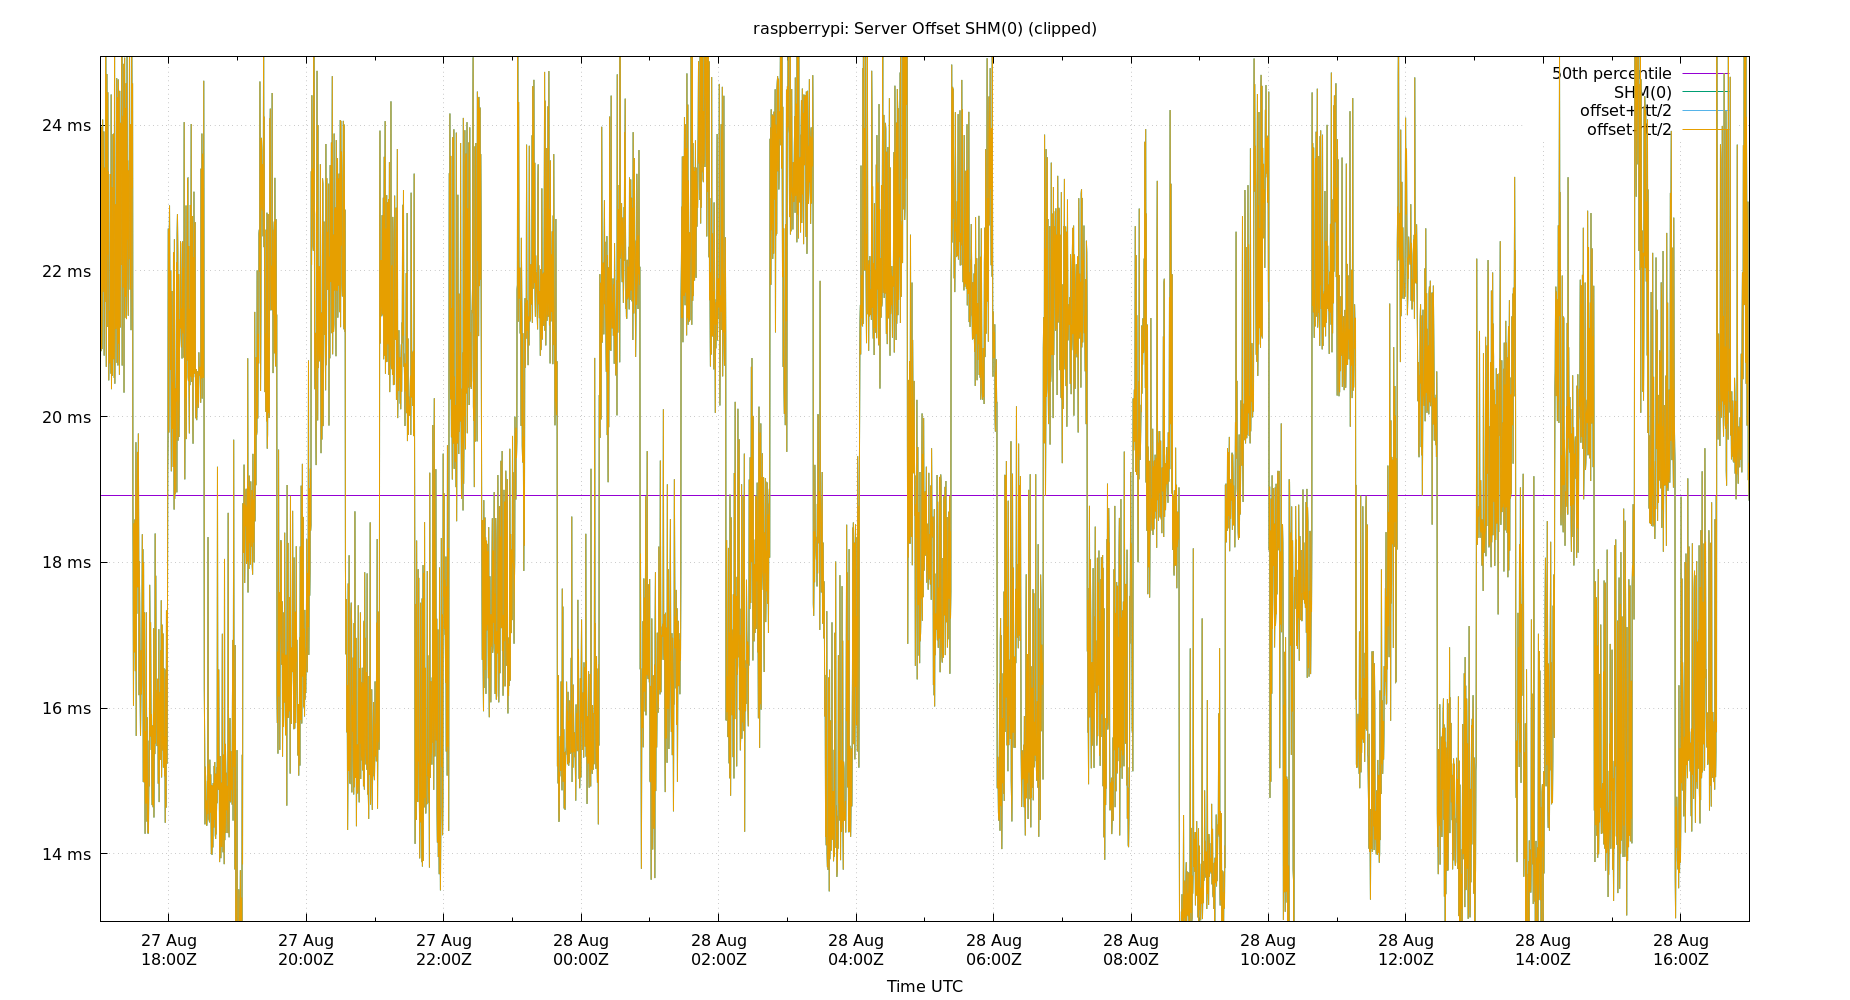 raspberrypi: Server Offset SHM(0) (clipped)
50th percentile
SHM(0)
offset+rtt/2
offset-rtt/2
24 ms
22 ms
20 ms
18 ms
16 ms
14 ms
27 Aug 27 Aug 27 Aug 28 Aug 28 Aug 28 Aug 28 Aug 28 Aug 28 Aug 28 Aug 28 Aug 28 Aug
18:00Z 20:00Z 22:00Z 00:00Z 02:00Z 04:00Z 06:00Z 08:00Z 10:00Z 12:00Z 14:00Z 16:00Z
Time UTC